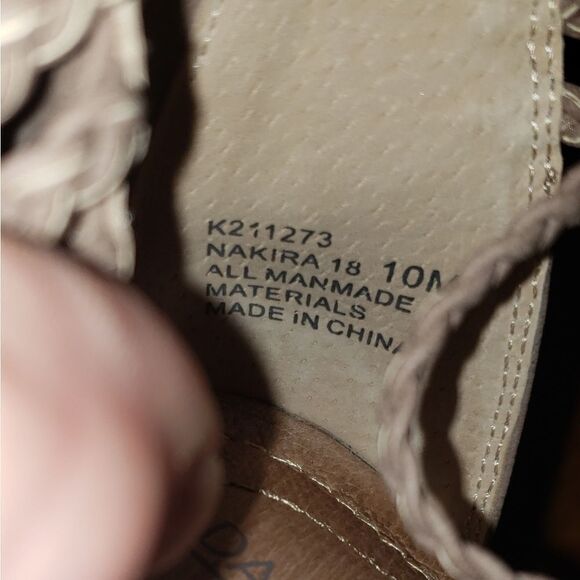 K211273
NAKIRA 18 10M
ALL MANMADE
MATERIALS
MADE IN CHINA